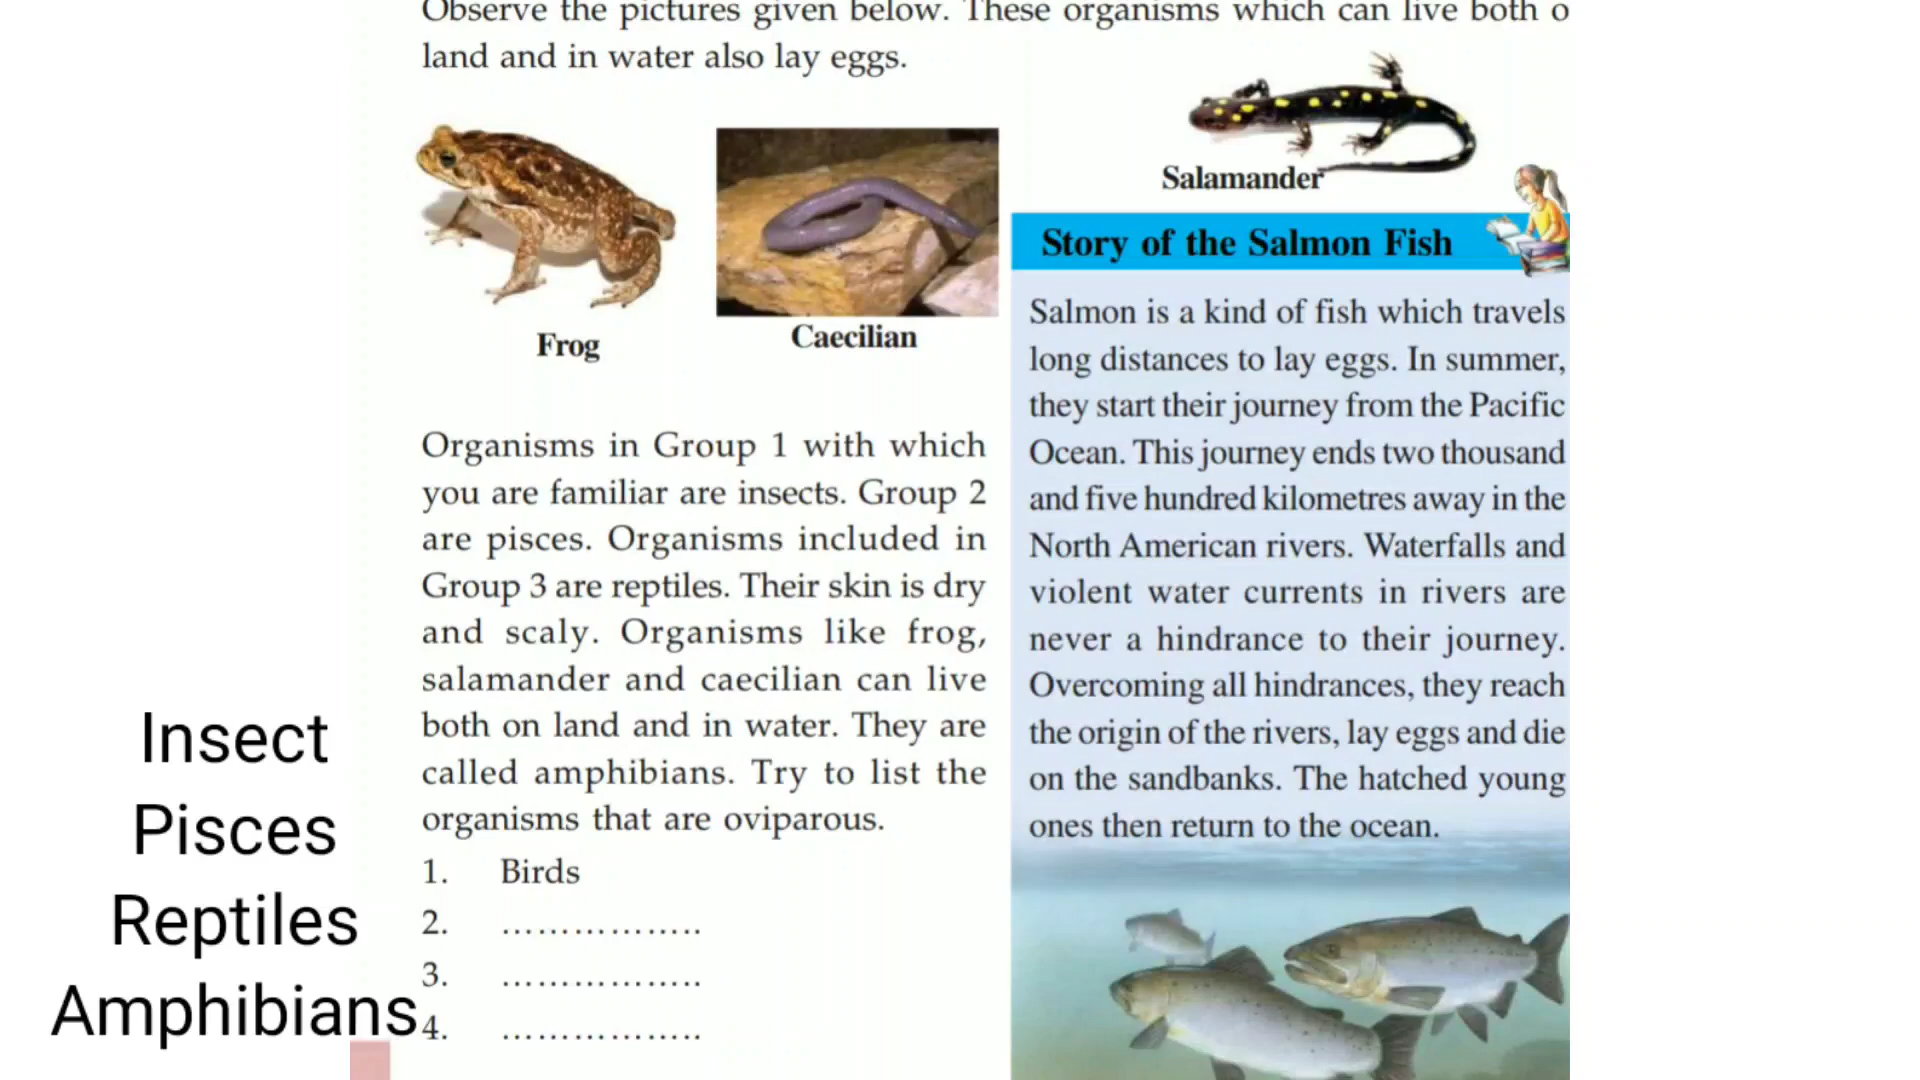 Observe the pictures given below. These organisms which can live both o
land and in water also lay eggs.
Salamander
Frog
Caecilian
Organisms in Group 1 with which
you are familiar are insects. Group 2
are pisces. Organisms included in
Group 3 are reptiles. Their skin is dry
and scaly. Organisms like frog,
salamander and caecilian can live
both on land and in water. They are
called amphibians. Try to list the
organisms that are oviparous.
1. Birds
2. ....................
3. ....................
4. ....................
Story of the Salmon Fish
Salmon is a kind of fish which travels
long distances to lay eggs. In summer,
they start their journey from the Pacific
Ocean. This journey ends two thousand
and five hundred kilometres away in the
North American rivers. Waterfalls and
violent water currents in rivers are
never a hindrance to their journey.
Overcoming all hindrances, they reach
the origin of the rivers, lay eggs and die
on the sandbanks. The hatched young
ones then return to the ocean.
Insect
Pisces
Reptiles
Amphibians